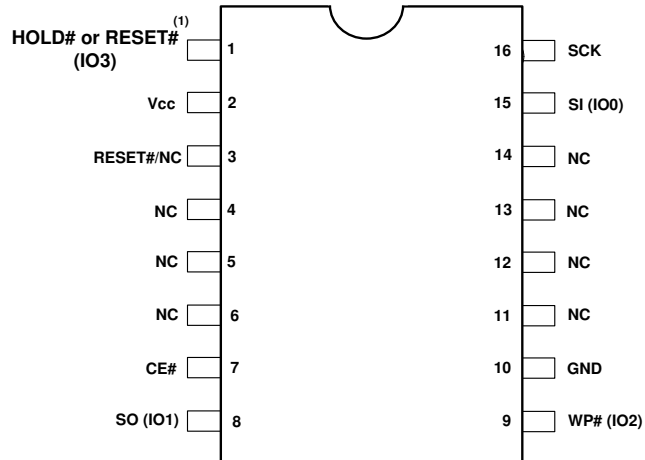 HOLD# or RESET# (1) 1 16 SCK
(IO3)
Vcc 2 15 SI (IO0)
RESET#/NC 3 14 NC
NC 4 13 NC
NC 5 12 NC
NC 6 11 NC
CE# 7 10 GND
SO (IO1) 8 9 WP# (IO2)